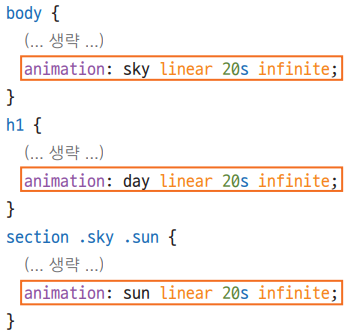 body {
(... 생략 ...)
animation: sky linear 20s infinite;
}
h1 {
(... 생략 ...)
animation: day linear 20s infinite;
}
section .sky .sun {
(... 생략 ...)
animation: sun linear 20s infinite;
}